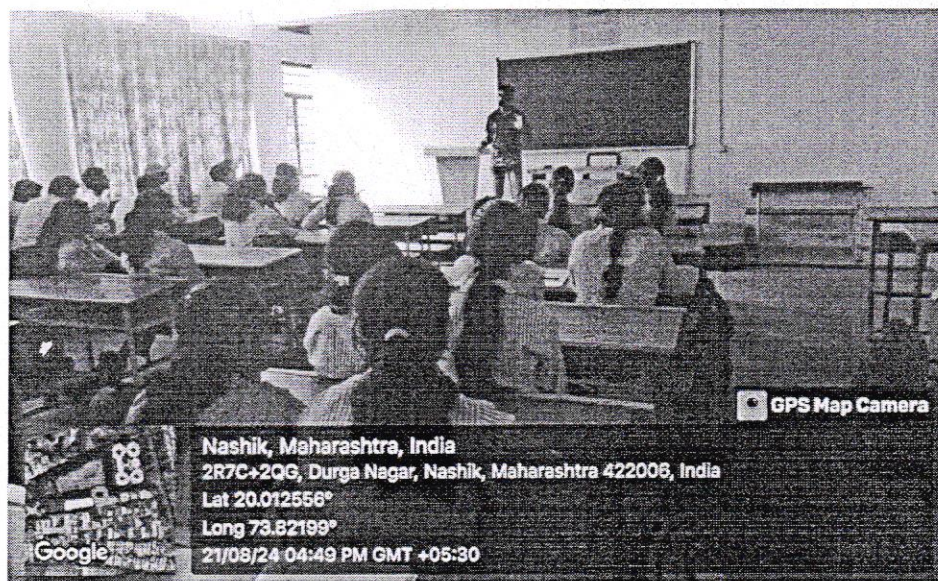 GPS Map Camera
Nashik, Maharashtra, India
2R7C+2QG, Durga Nagar, Nashik, Maharashtra 422006, India
Lat 20.012556°
Long 73.82199°
21/08/24 04:49 PM GMT +05:30
Google